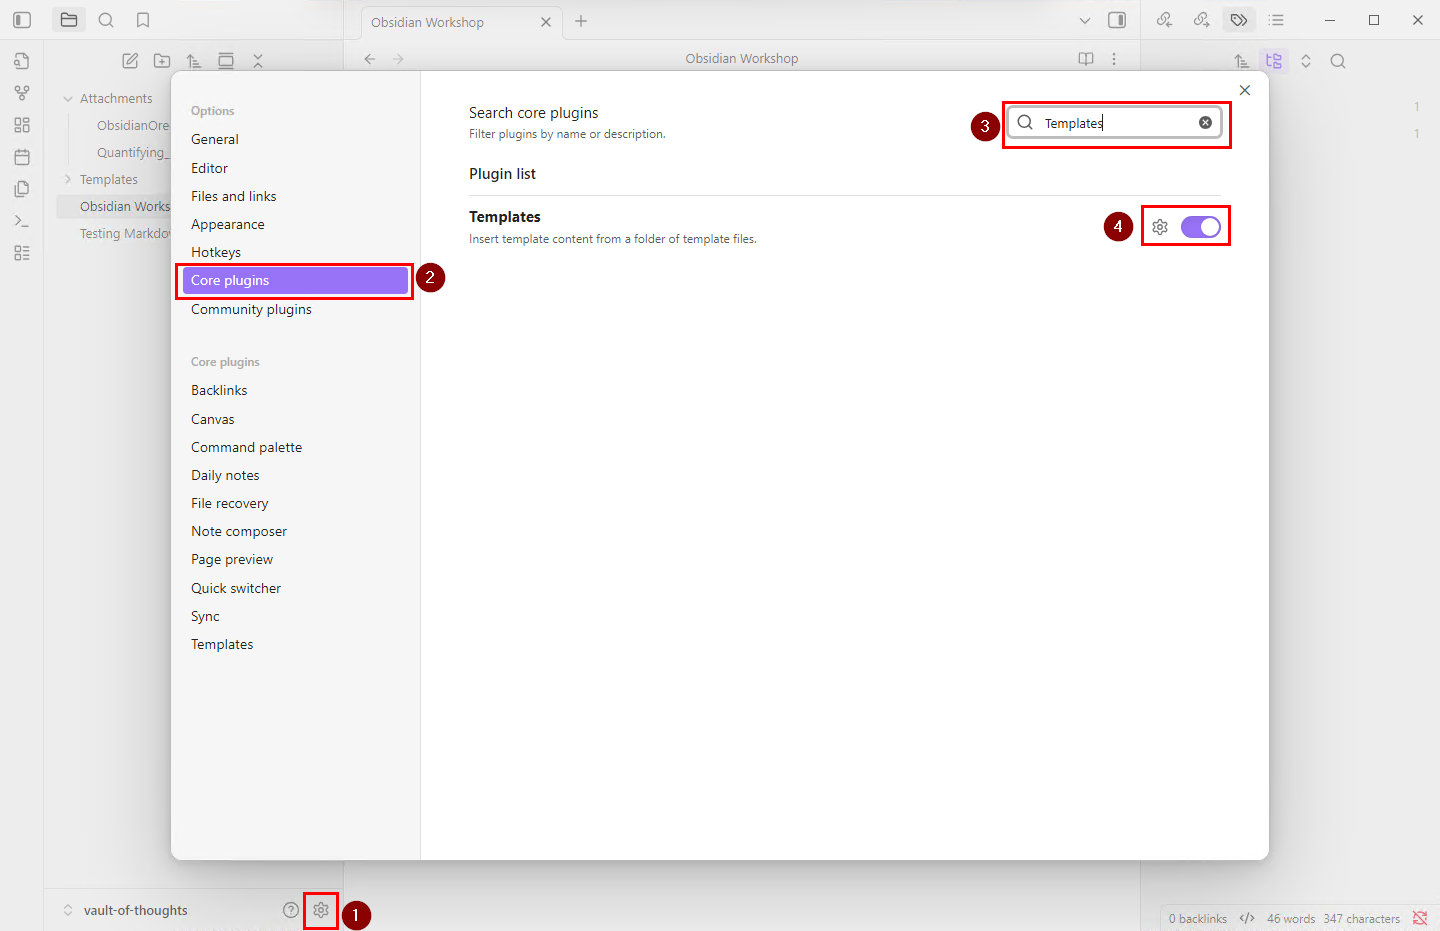 Obsidian Workshop
Obsidian Workshop
Attachments
ObsidianOre
Quantifying_
Templates
Obsidian Works
Testing Markdow
1
1
Options
General
Editor
Files and links
Appearance
Hotkeys
Core plugins
2
Community plugins
Core plugins
Backlinks
Canvas
Command palette
Daily notes
File recovery
Note composer
Page preview
Quick switcher
Sync
Templates
Search core plugins
Filter plugins by name or description.
3
Templates
Plugin list
Templates
Insert template content from a folder of template files.
4
vault-of-thoughts
1
0 backlinks
46 words
347 characters